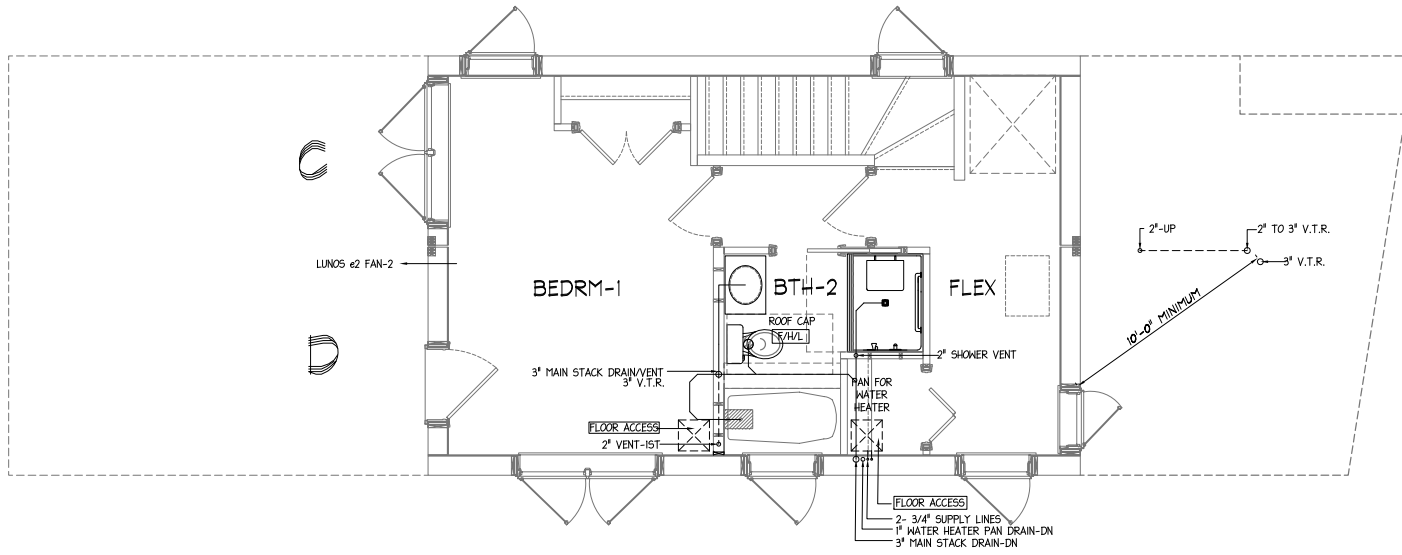 2"-UP
2" TO 3" V.T.R.
3" V.T.R.
LUNOS e2 FAN-2
BEDRM-1
BTH-2
FLEX
10'-0" MINIMUM
ROOF CAP
F/H/L
2" SHOWER VENT
3" MAIN STACK DRAIN/VENT
3" V.T.R.
PAN FOR
WATER
HEATER
FLOOR ACCESS
2" VENT-1ST
FLOOR ACCESS
2- 3/4" SUPPLY LINES
1" WATER HEATER PAN DRAIN-DN
3" MAIN STACK DRAIN-DN